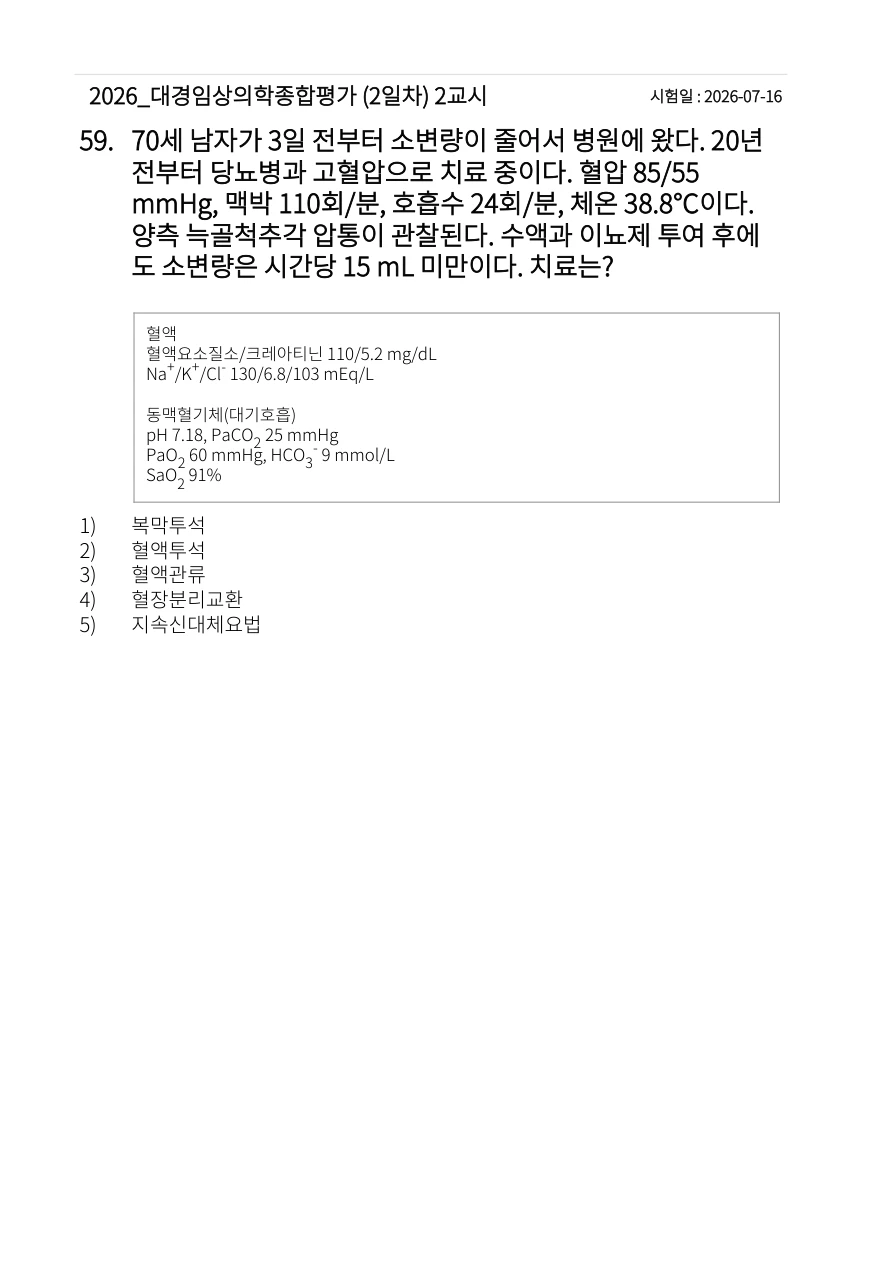 2026_대경임상의학종합평가 (2일차) 2교시
시험일 : 2026-07-16
59. 70세 남자가 3일 전부터 소변량이 줄어서 병원에 왔다. 20년
전부터 당뇨병과 고혈압으로 치료 중이다. 혈압 85/55
mmHg, 맥박 110회/분, 호흡수 24회/분, 체온 38.8°C이다.
양측 늑골척추각 압통이 관찰된다. 수액과 이뇨제 투여 후에
도 소변량은 시간당 15 mL 미만이다. 치료는?
혈액
혈액요소질소/크레아티닌 110/5.2 mg/dL
Na⁺/K⁺/Cl⁻ 130/6.8/103 mEq/L
동맥혈기체(대기호흡)
pH 7.18, PaCO₂ 25 mmHg
PaO₂ 60 mmHg, HCO₃⁻ 9 mmol/L
SaO₂ 91%
1) 복막투석
2) 혈액투석
3) 혈액관류
4) 혈장분리교환
5) 지속신대체요법